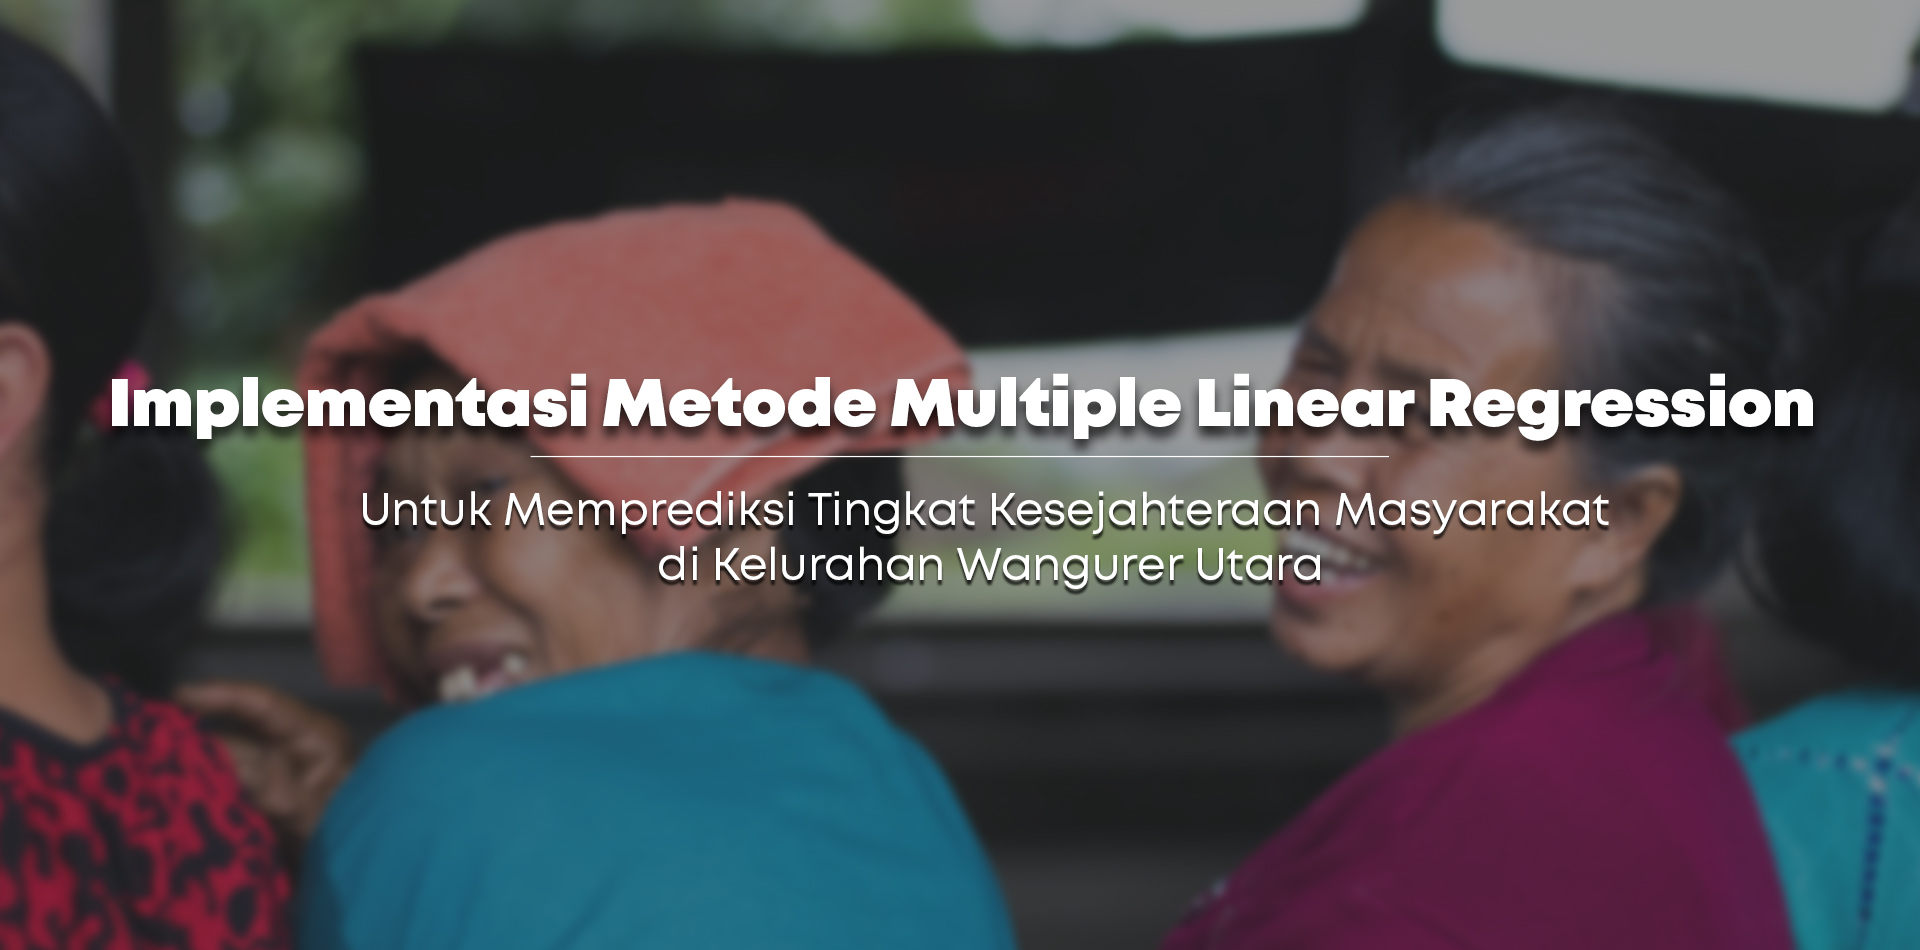 Implementasi Metode Multiple Linear Regression
Untuk Memprediksi Tingkat Kesejahteraan Masyarakat
di Kelurahan Wangurer Utara